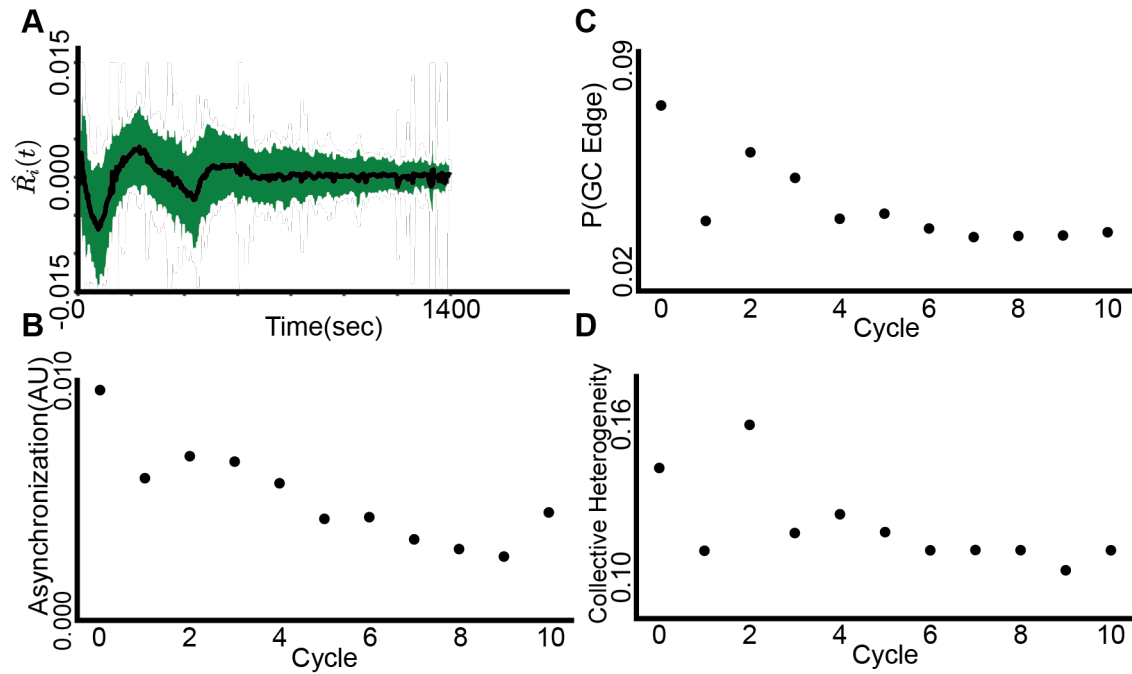 A
0.015
0.000
-0.015
R̂ᵢ(t)
0
1400
Time(sec)
B
0.010
0.000
Asynchronization(AU)
0 2 4 6 8 10
Cycle
C
0.09
0.02
P(GC Edge)
0 2 4 6 8 10
Cycle
D
0.16
0.10
Collective Heterogeneity
0 2 4 6 8 10
Cycle